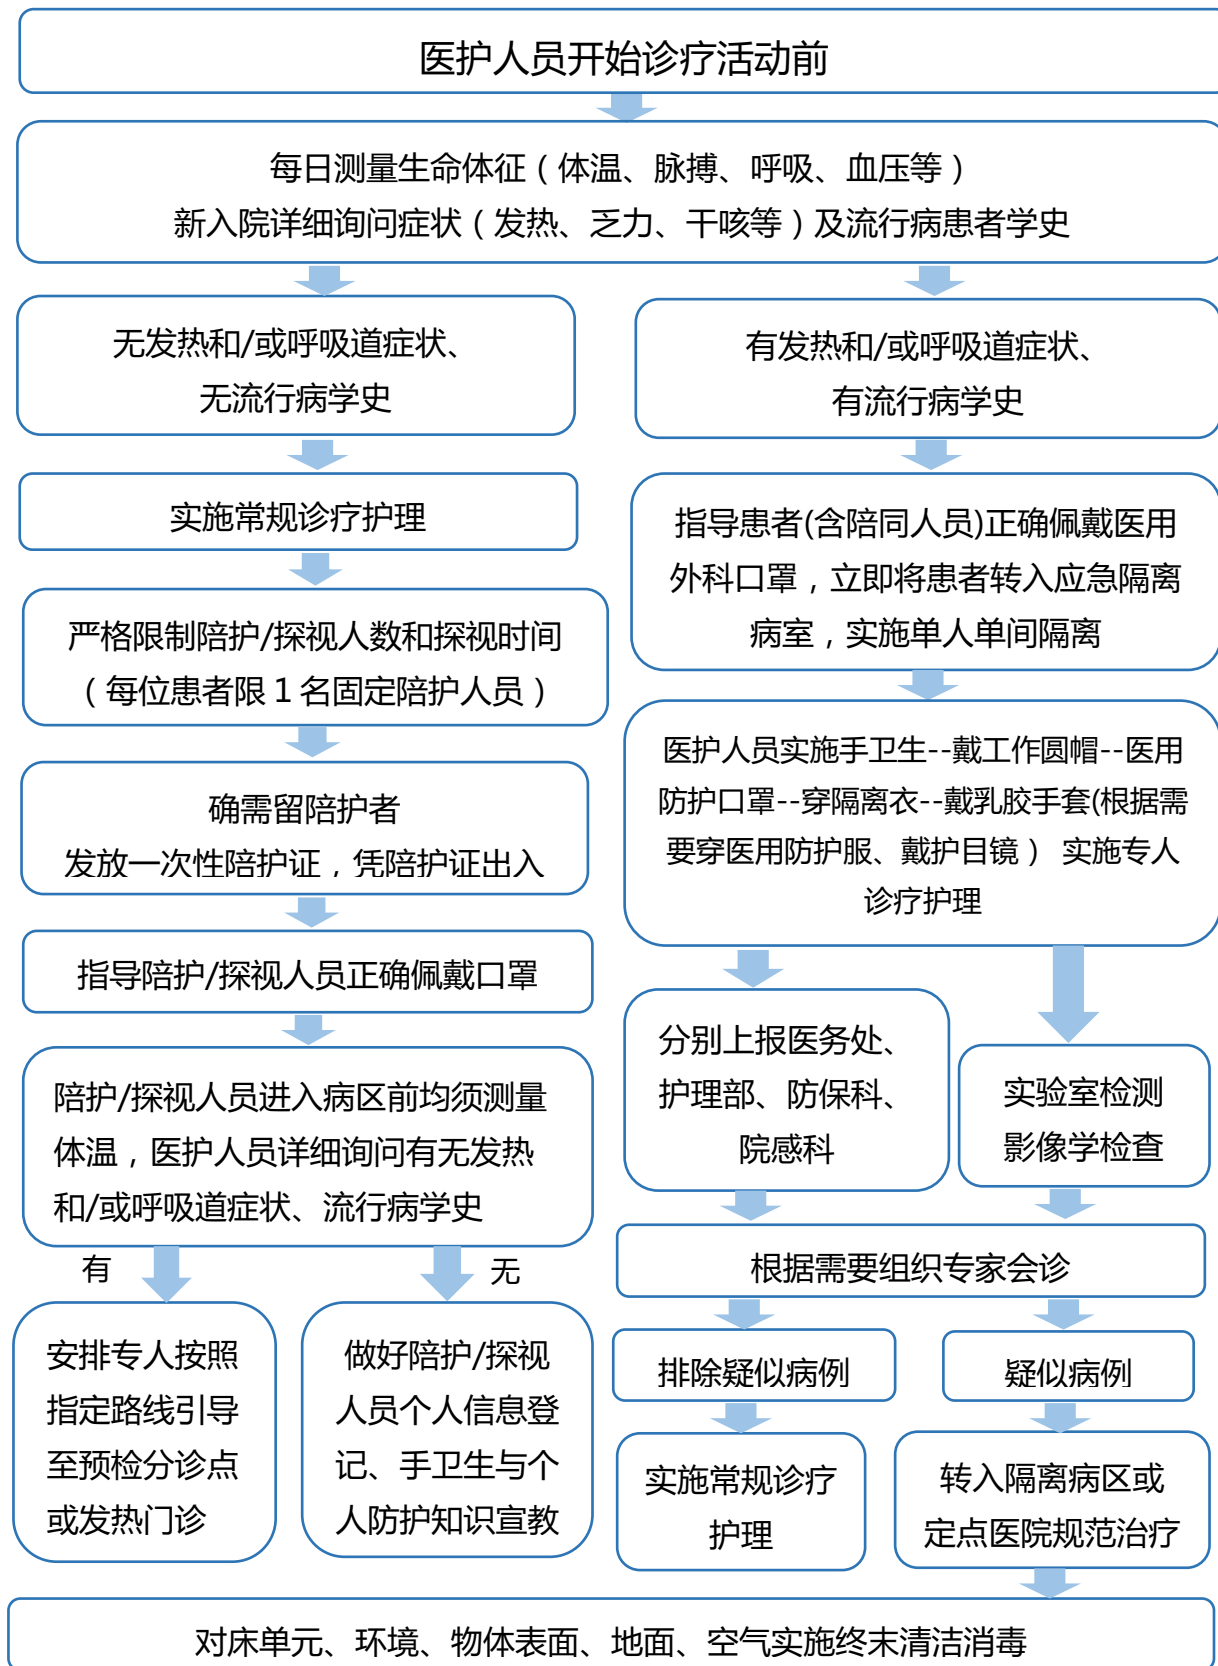 医护人员开始诊疗活动前
每日测量生命体征（体温、脉搏、呼吸、血压等）
新入院详细询问症状（发热、乏力、干咳等）及流行病患者学史
无发热和/或呼吸道症状、
无流行病学史
有发热和/或呼吸道症状、
有流行病学史
实施常规诊疗护理
严格限制陪护/探视人数和探视时间
（每位患者限1名固定陪护人员）
确需留陪护者
发放一次性陪护证，凭陪护证出入
指导陪护/探视人员正确佩戴口罩
陪护/探视人员进入病区前均须测量
体温，医护人员详细询问有无发热
和/或呼吸道症状、流行病学史
有
无
安排专人按照
指定路线引导
至预检分诊点
或发热门诊
做好陪护/探视
人员个人信息登
记、手卫生与个
人防护知识宣教
指导患者(含陪同人员)正确佩戴医用
外科口罩，立即将患者转入应急隔离
病室，实施单人单间隔离
医护人员实施手卫生--戴工作圆帽--医用
防护口罩--穿隔离衣--戴乳胶手套(根据需
要穿医用防护服、戴护目镜） 实施专人
诊疗护理
分别上报医务处、
护理部、防保科、
院感科
实验室检测
影像学检查
根据需要组织专家会诊
排除疑似病例
疑似病例
实施常规诊疗
护理
转入隔离病区或
定点医院规范治疗
对床单元、环境、物体表面、地面、空气实施终末清洁消毒